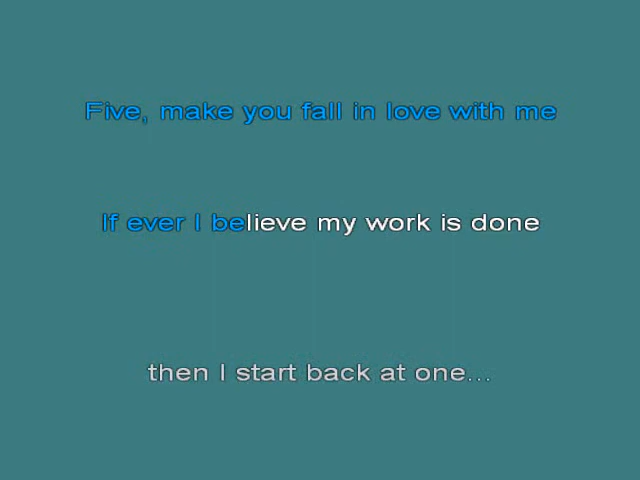 Five, make you fall in love with me
If ever I believe my work is done
then I start back at one...